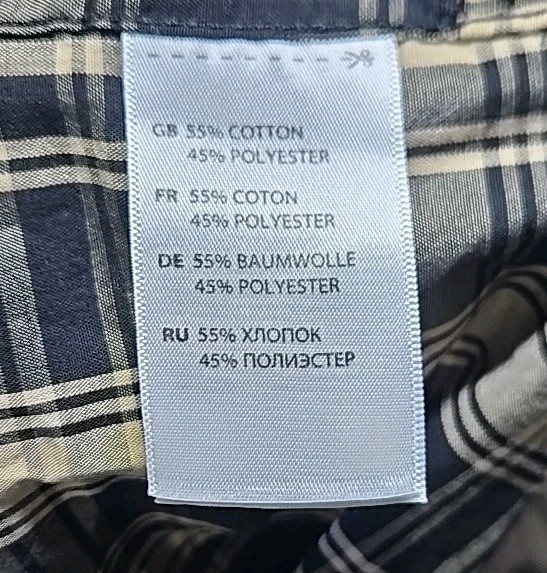 GB 55% COTTON
45% POLYESTER
FR 55% COTON
45% POLYESTER
DE 55% BAUMWOLLE
45% POLYESTER
RU 55% ХЛОПОК
45% ПОЛИЭСТЕР